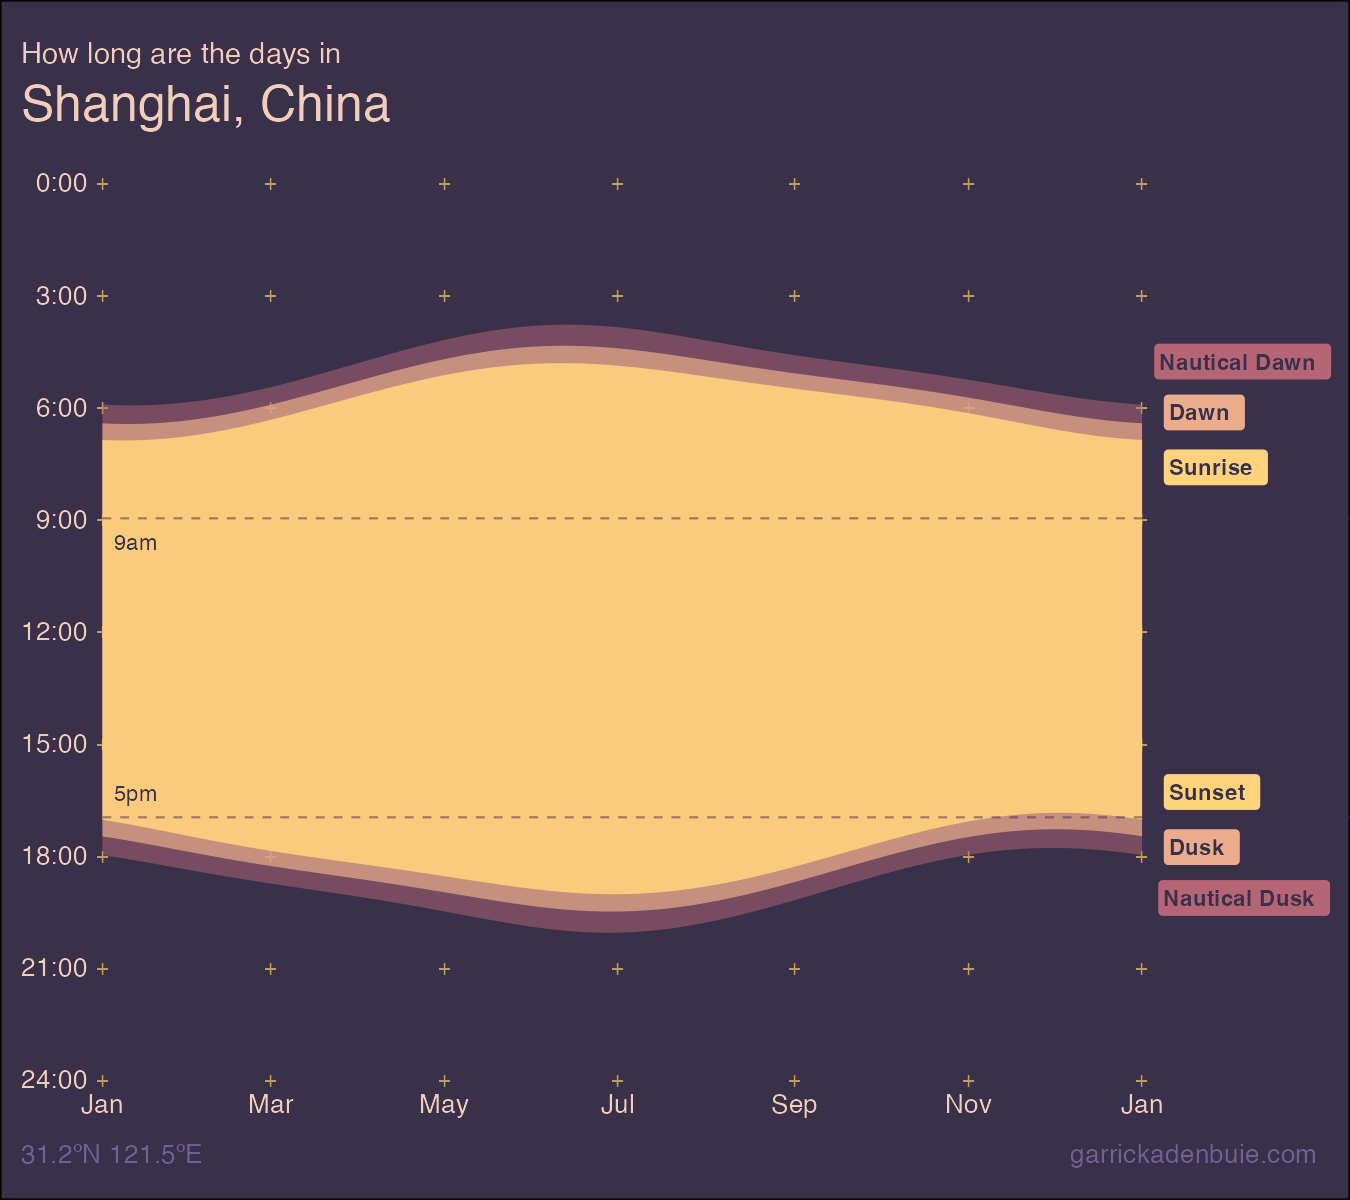 How long are the days in
Shanghai, China
0:00
3:00
Nautical Dawn
6:00
Dawn
Sunrise
9:00
9am
12:00
15:00
5pm
Sunset
18:00
Dusk
Nautical Dusk
21:00
24:00
Jan Mar May Jul Sep Nov Jan
31.2°N 121.5°E
garrickadenbuie.com